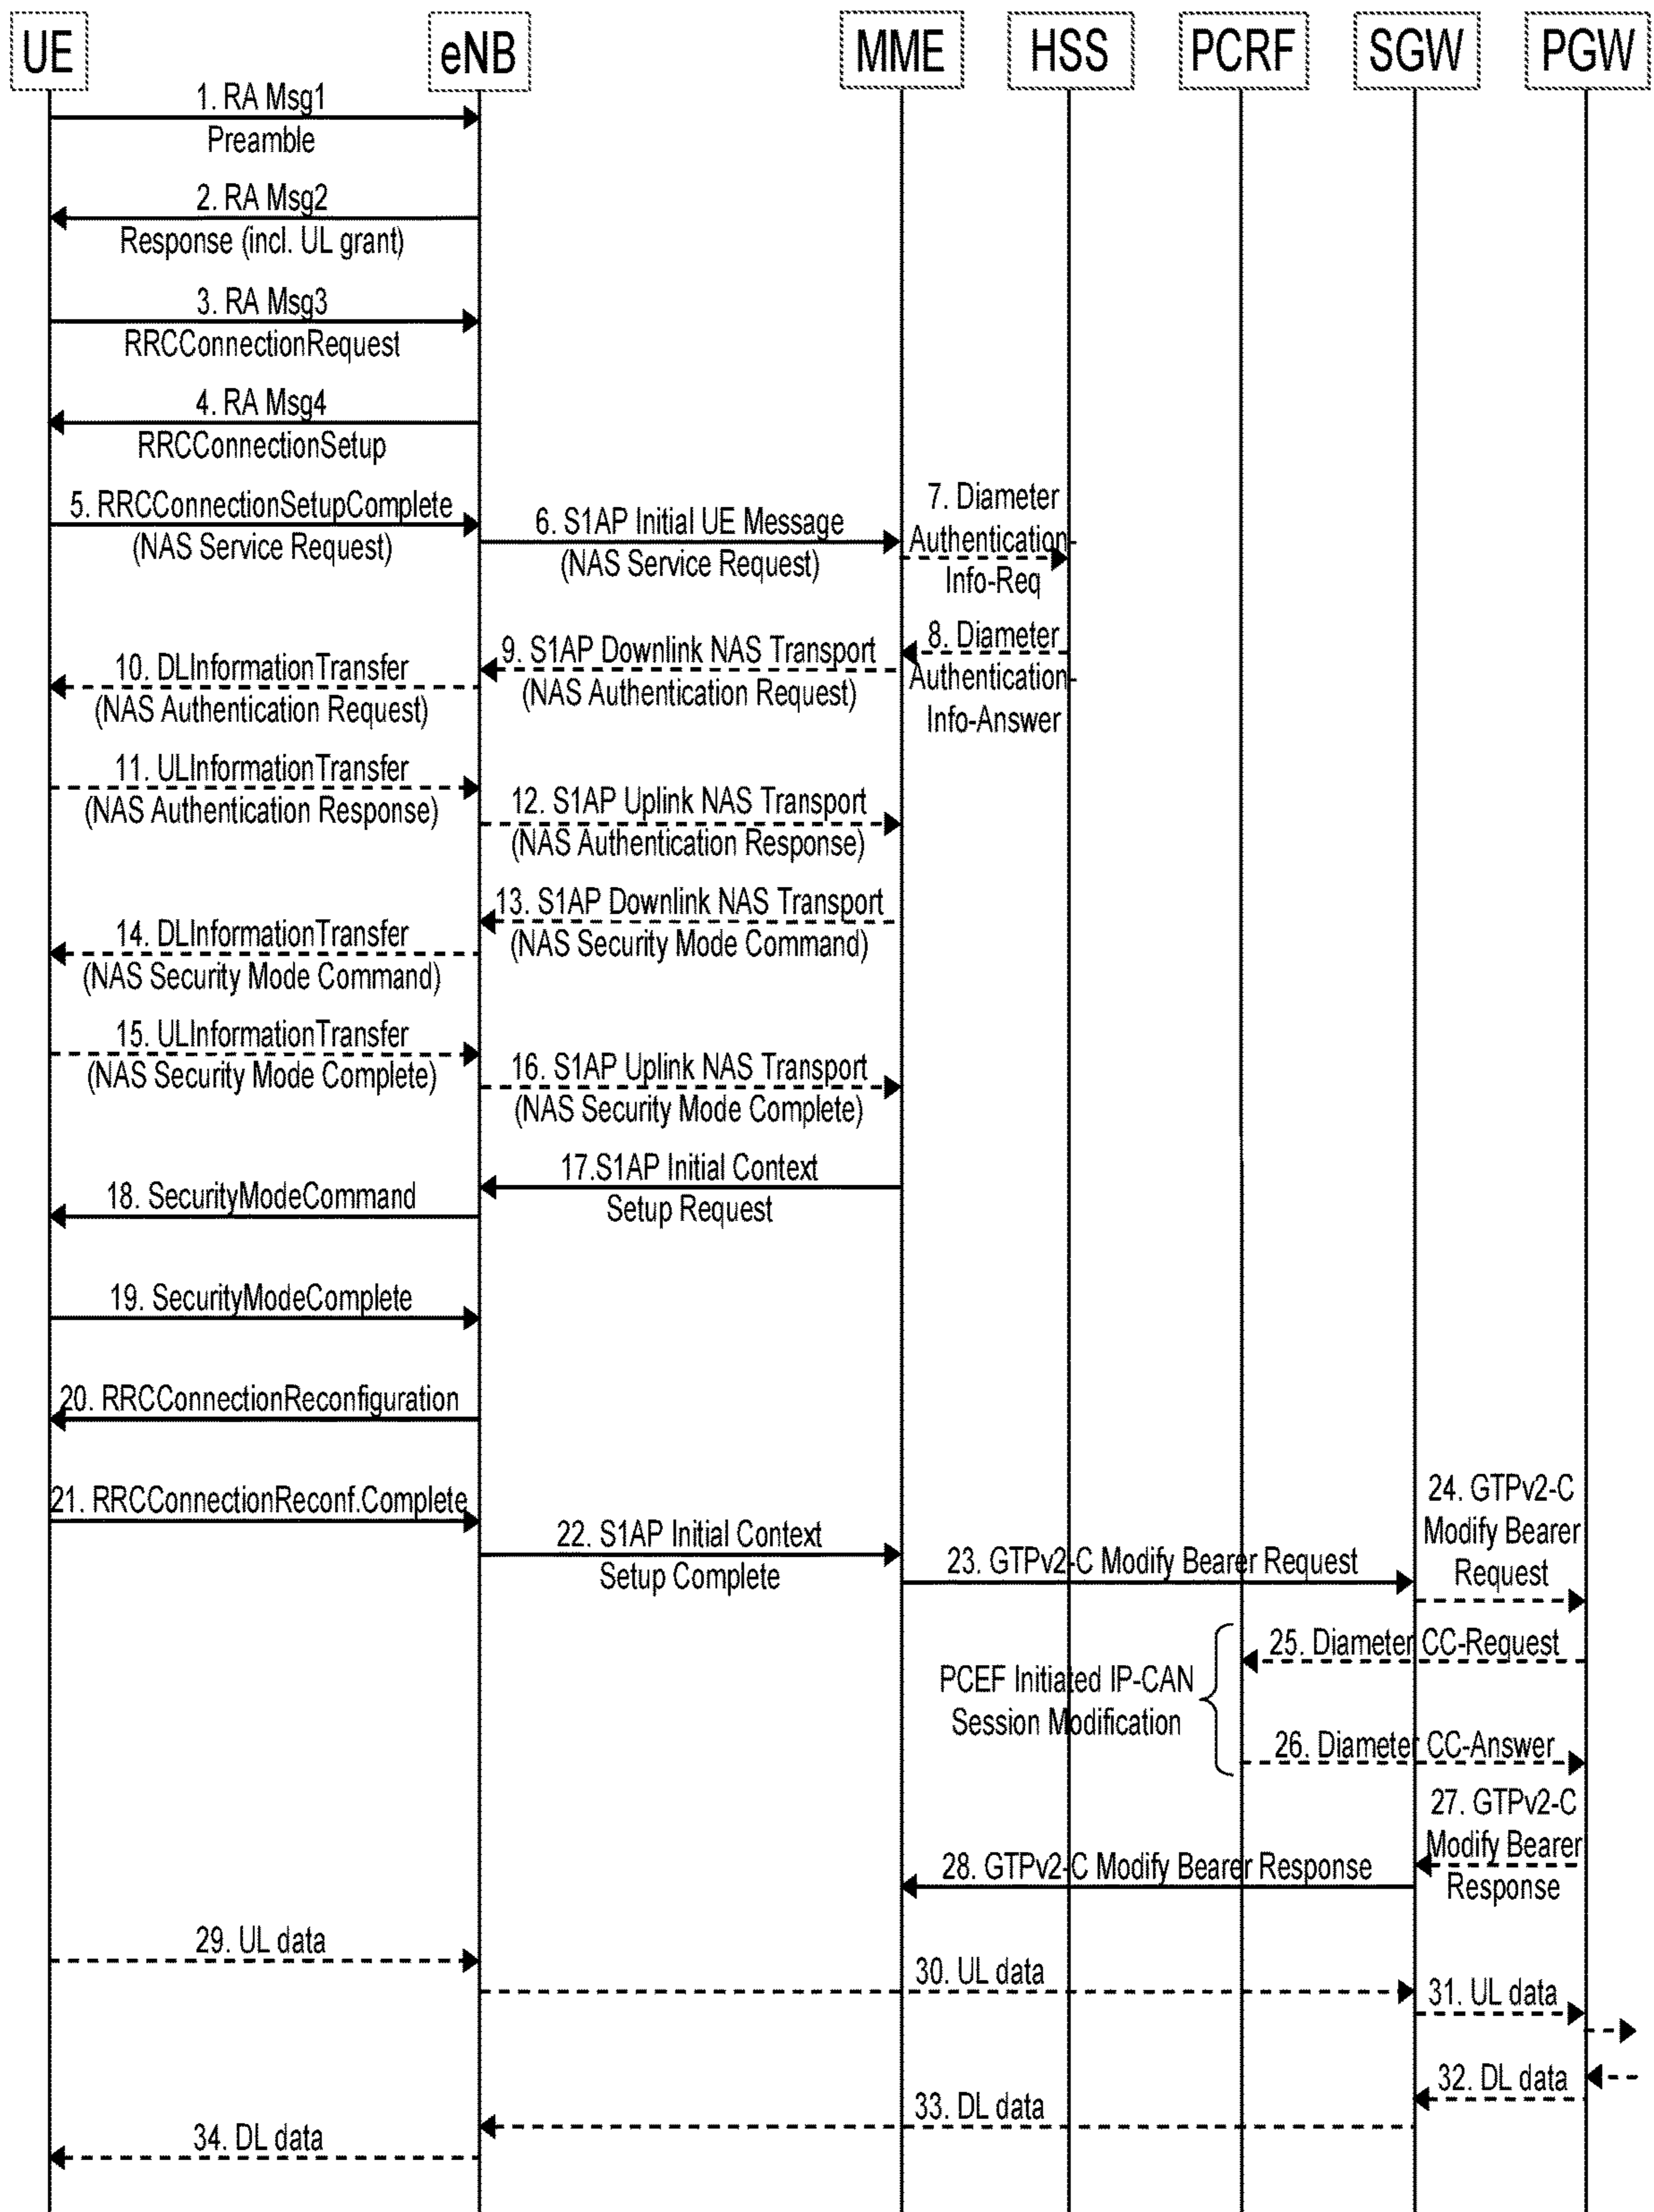 UE
eNB
MME
HSS
PCRF
SGW
PGW
1. RA Msg1
Preamble
2. RA Msg2
Response (incl. UL grant)
3. RA Msg3
RRCConnectionRequest
4. RA Msg4
RRCConnectionSetup
5. RRCConnectionSetupComplete
(NAS Service Request)
6. S1AP Initial UE Message
(NAS Service Request)
7. Diameter
Authentication
Info-Req
8. Diameter
Authentication
Info-Answer
9. S1AP Downlink NAS Transport
(NAS Authentication Request)
10. DLInformationTransfer
(NAS Authentication Request)
11. ULInformationTransfer
(NAS Authentication Response)
12. S1AP Uplink NAS Transport
(NAS Authentication Response)
13. S1AP Downlink NAS Transport
(NAS Security Mode Command)
14. DLInformationTransfer
(NAS Security Mode Command)
15. ULInformationTransfer
(NAS Security Mode Complete)
16. S1AP Uplink NAS Transport
(NAS Security Mode Complete)
17.S1AP Initial Context
Setup Request
18. SecurityModeCommand
19. SecurityModeComplete
20. RRCConnectionReconfiguration
21. RRCConnectionReconf.Complete
22. S1AP Initial Context
Setup Complete
23. GTPv2-C Modify Bearer Request
24. GTPv2-C
Modify Bearer
Request
25. Diameter CC-Request
PCEF Initiated IP-CAN
Session Modification
26. Diameter CC-Answer
27. GTPv2-C
Modify Bearer
Response
28. GTPv2-C Modify Bearer Response
29. UL data
30. UL data
31. UL data
32. DL data
33. DL data
34. DL data